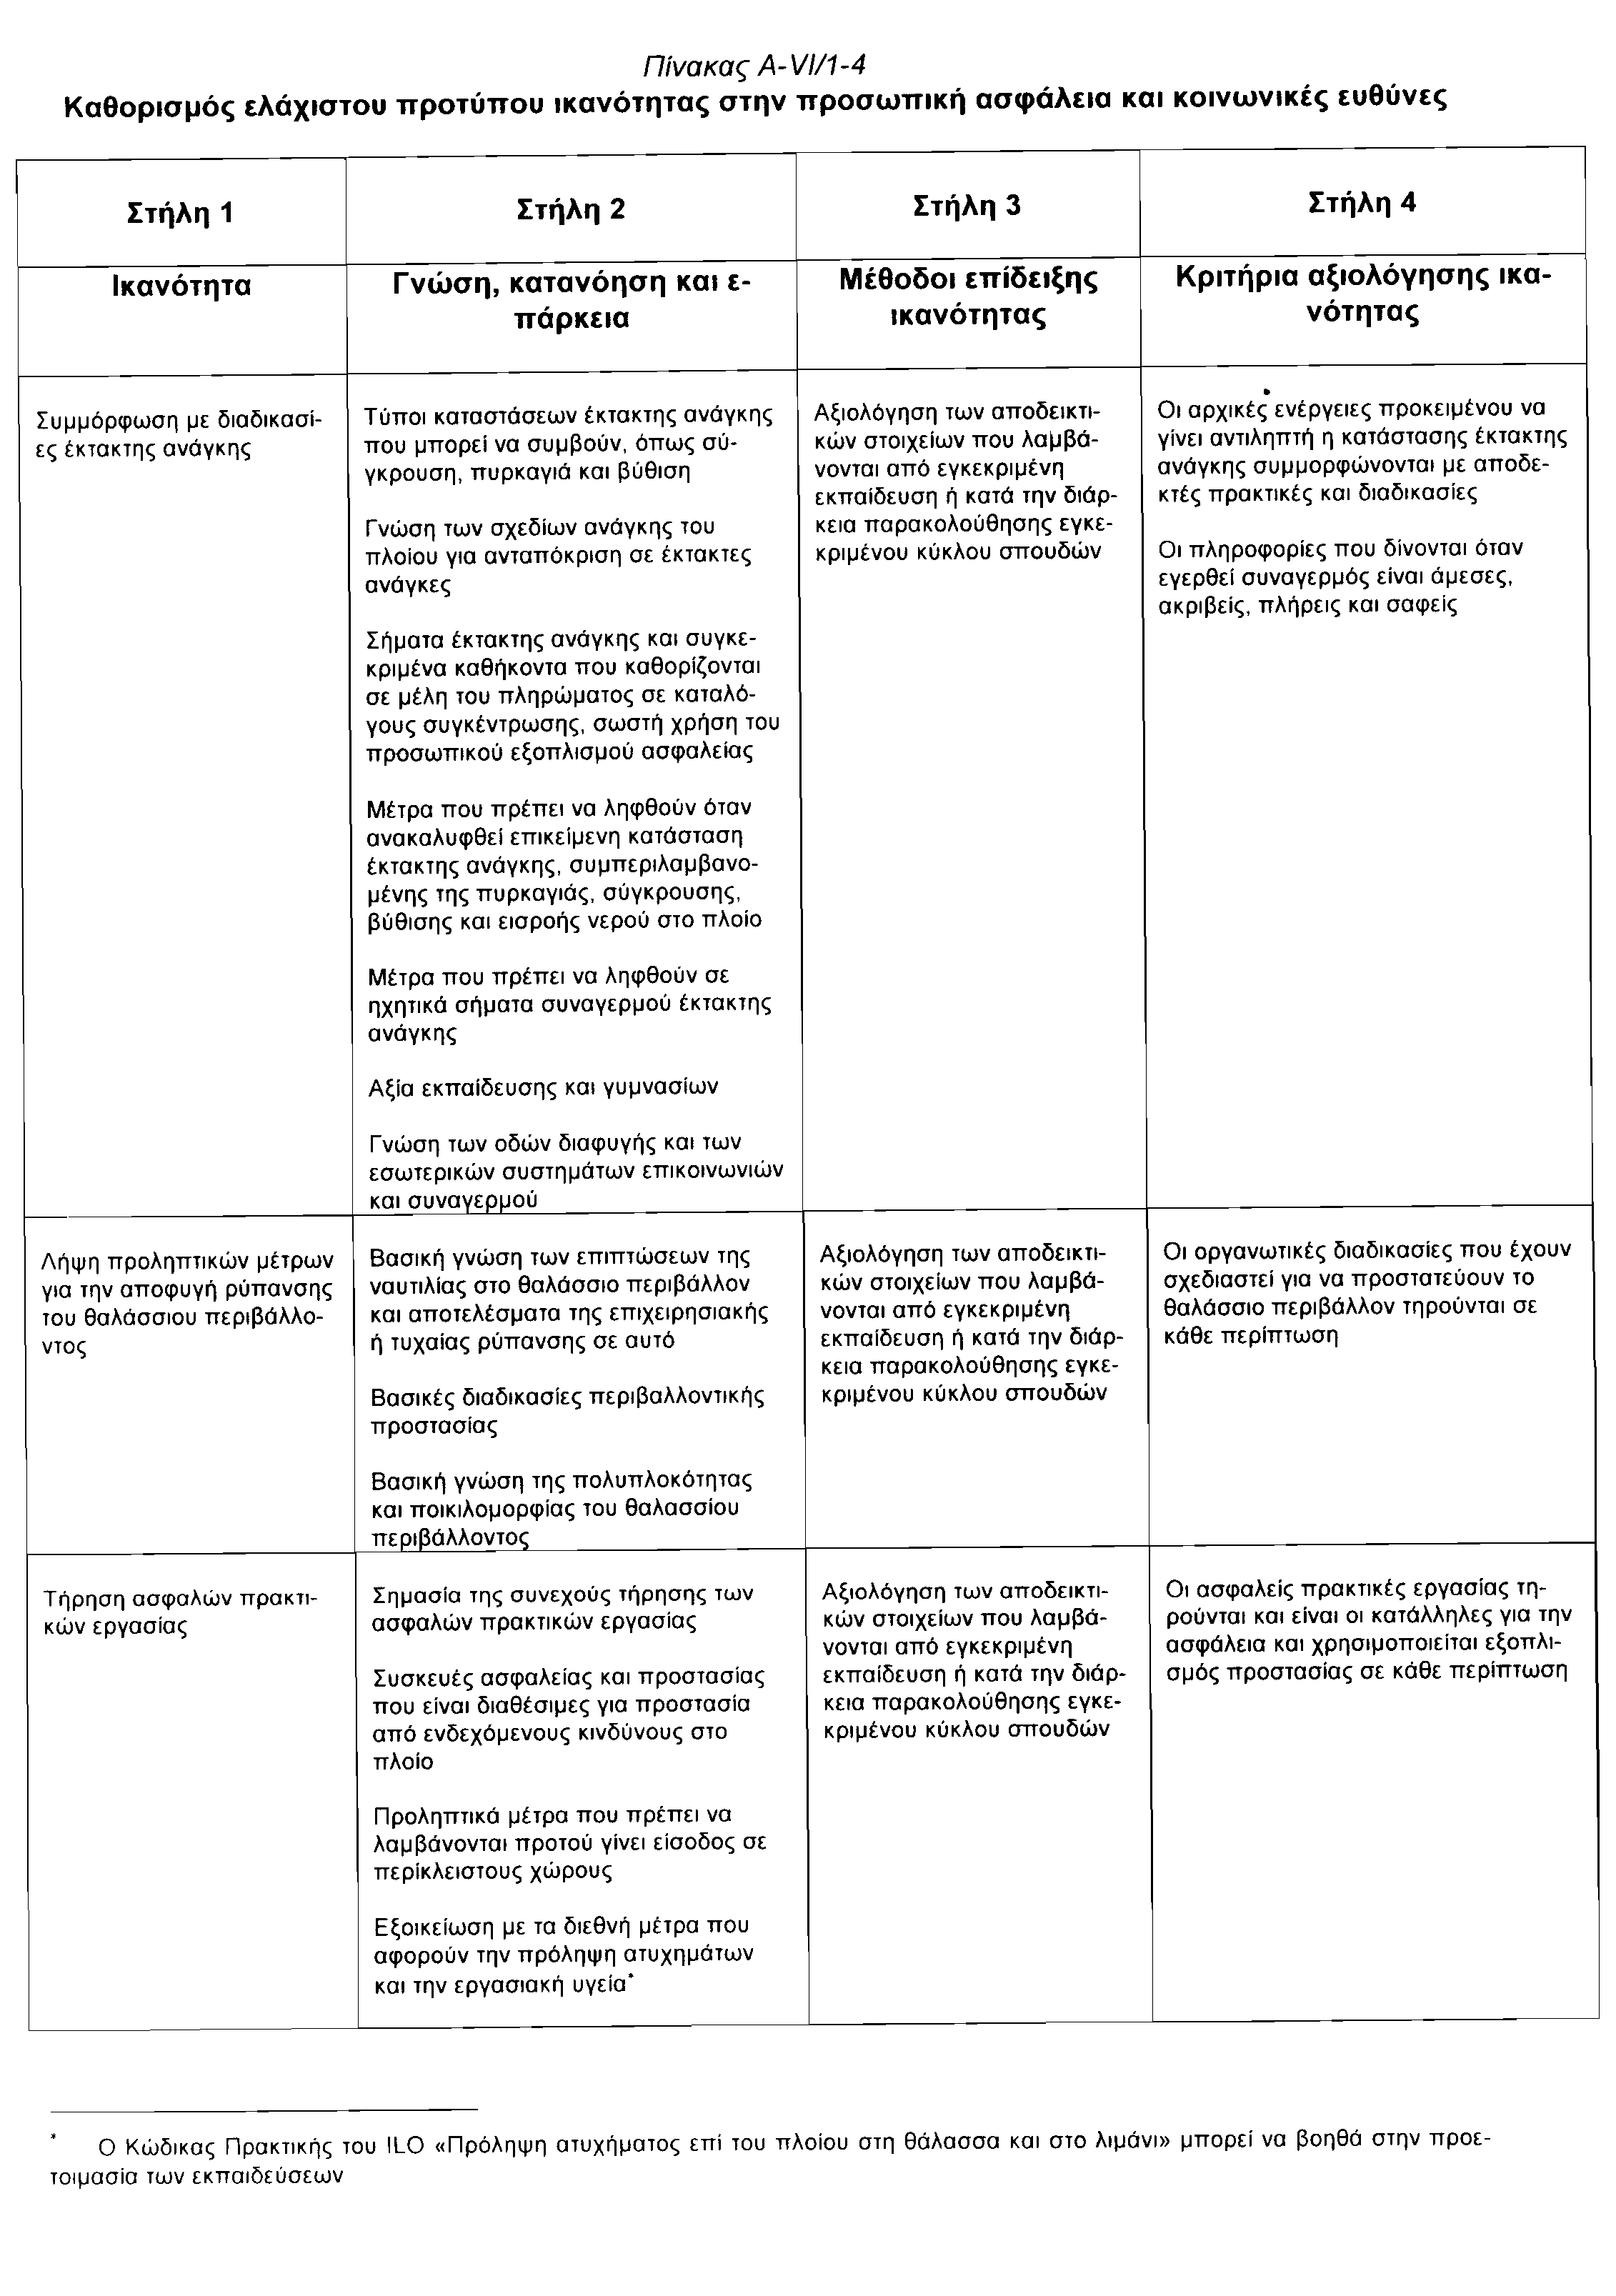 Πίνακας Α-VI/1-4
Καθορισμός ελάχιστου προτύπου ικανότητας στην προσωπική ασφάλεια και κοινωνικές ευθύνες
Στήλη 1
Στήλη 2
Στήλη 3
Στήλη 4
Ικανότητα
Γνώση, κατανόηση και ε-
πάρκεια
Μέθοδοι επίδειξης
ικανότητας
Κριτήρια αξιολόγησης ικα-
νότητας
Συμμόρφωση με διαδικασί-
ες έκτακτης ανάγκης
Τύποι καταστάσεων έκτακτης ανάγκης
που μπορεί να συμβούν, όπως σύ-
γκρουση, πυρκαγιά και βύθιση
Γνώση των σχεδίων ανάγκης του
πλοίου για ανταπόκριση σε έκτακτες
ανάγκες
Σήματα έκτακτης ανάγκης και συγκε-
κριμένα καθήκοντα που καθορίζονται
σε μέλη του πληρώματος σε καταλό-
γους συγκέντρωσης, σωστή χρήση του
προσωπικού εξοπλισμού ασφαλείας
Μέτρα που πρέπει να ληφθούν όταν
ανακαλυφθεί επικείμενη κατάσταση
έκτακτης ανάγκης, συμπεριλαμβανο-
μένης της πυρκαγιάς, σύγκρουσης,
βύθισης και εισροής νερού στο πλοίο
Μέτρα που πρέπει να ληφθούν σε
ηχητικά σήματα συναγερμού έκτακτης
ανάγκης
Αξία εκπαίδευσης και γυμνασίων
Γνώση των οδών διαφυγής και των
εσωτερικών συστημάτων επικοινωνιών
και συναγερμού
Αξιολόγηση των αποδεικτι-
κών στοιχείων που λαμβά-
νονται από εγκεκριμένη
εκπαίδευση ή κατά την διάρ-
κεια παρακολούθησης εγκε-
κριμένου κύκλου σπουδών
Οι αρχικές ενέργειες προκειμένου να
γίνει αντιληπτή η κατάστασης έκτακτης
ανάγκης συμμορφώνονται με αποδε-
κτές πρακτικές και διαδικασίες
Οι πληροφορίες που δίνονται όταν
εγερθεί συναγερμός είναι άμεσες,
ακριβείς, πλήρεις και σαφείς
Λήψη προληπτικών μέτρων
για την αποφυγή ρύπανσης
του θαλάσσιου περιβάλλο-
ντος
Βασική γνώση των επιπτώσεων της
ναυτιλίας στο θαλάσσιο περιβάλλον
και αποτελέσματα της επιχειρησιακής
ή τυχαίας ρύπανσης σε αυτό
Βασικές διαδικασίες περιβαλλοντικής
προστασίας
Βασική γνώση της πολυπλοκότητας
και ποικιλομορφίας του θαλασσίου
περιβάλλοντος
Αξιολόγηση των αποδεικτι-
κών στοιχείων που λαμβά-
νονται από εγκεκριμένη
εκπαίδευση ή κατά την διάρ-
κεια παρακολούθησης εγκε-
κριμένου κύκλου σπουδών
Οι οργανωτικές διαδικασίες που έχουν
σχεδιαστεί για να προστατεύουν το
θαλάσσιο περιβάλλον τηρούνται σε
κάθε περίπτωση
Τήρηση ασφαλών πρακτι-
κών εργασίας
Σημασία της συνεχούς τήρησης των
ασφαλών πρακτικών εργασίας
Συσκευές ασφαλείας και προστασίας
που είναι διαθέσιμες για προστασία
από ενδεχόμενους κινδύνους στο
πλοίο
Προληπτικά μέτρα που πρέπει να
λαμβάνονται προτού γίνει είσοδος σε
περίκλειστους χώρους
Εξοικείωση με τα διεθνή μέτρα που
αφορούν την πρόληψη ατυχημάτων
και την εργασιακή υγεία*
Αξιολόγηση των αποδεικτι-
κών στοιχείων που λαμβά-
νονται από εγκεκριμένη
εκπαίδευση ή κατά την διάρ-
κεια παρακολούθησης εγκε-
κριμένου κύκλου σπουδών
Οι ασφαλείς πρακτικές εργασίας τη-
ρούνται και είναι οι κατάλληλες για την
ασφάλεια και χρησιμοποιείται εξοπλι-
σμός προστασίας σε κάθε περίπτωση
* Ο Κώδικας Πρακτικής του ILO «Πρόληψη ατυχήματος επί του πλοίου στη θάλασσα και στο λιμάνι» μπορεί να βοηθά στην προε-
τοιμασία των εκπαιδεύσεων